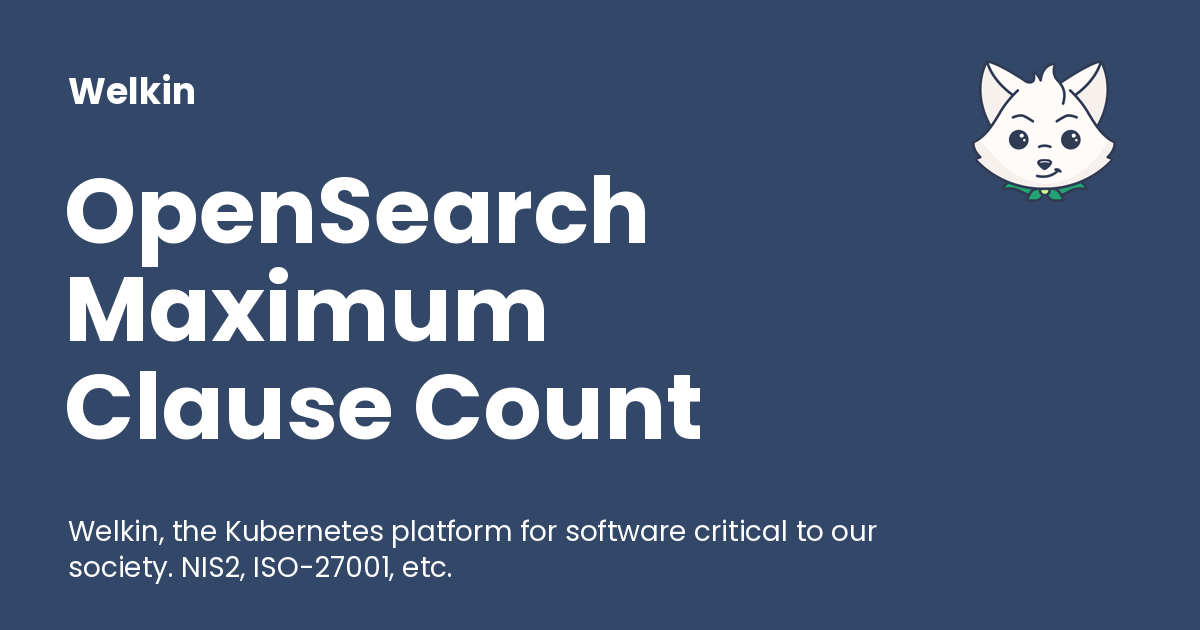 Welkin
OpenSearch
Maximum
Clause Count
Welkin, the Kubernetes platform for software critical to our
society. NIS2, ISO-27001, etc.